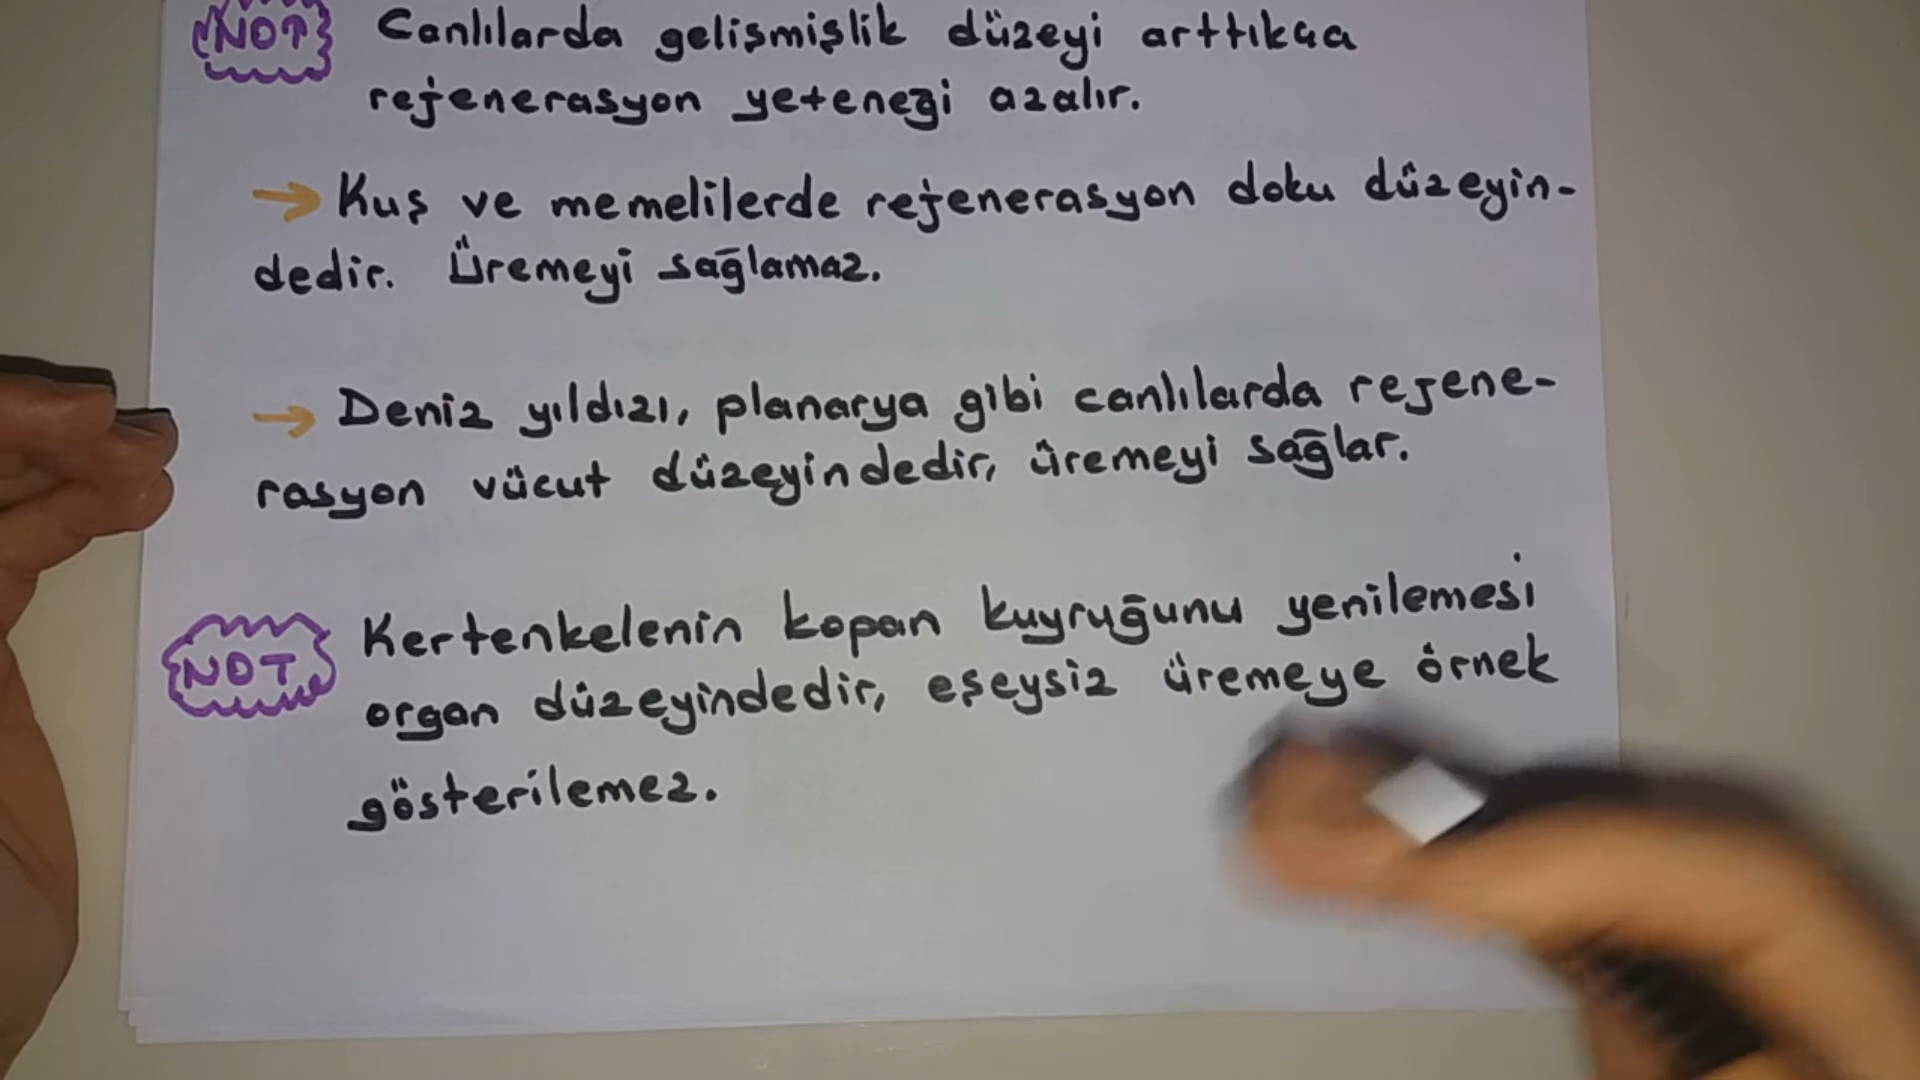 NOT Canlılarda gelişmişlik düzeyi arttıkça
rejenerasyon yeteneği azalır.
→ Kuş ve memelilerde rejenerasyon doku düzeyin-
dedir. Üremeyi sağlamaz.
→ Deniz yıldızı, planarya gibi canlılarda rejene-
rasyon vücut düzeyindedir, üremeyi sağlar.
NOT Kertenkelenin kopan kuyruğunu yenilemesi
organ düzeyindedir, eşeysiz üremeye örnek
gösterilemez.